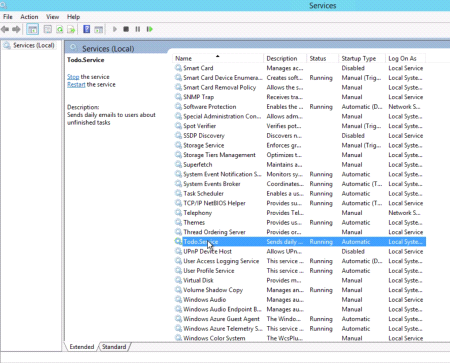 Services
File Action View Help
Services (Local)
Services (Local)
Todo.Service
Stop the service
Restart the service
Description:
Sends daily emails to users about
unfinished tasks
Name Description Status Startup Type Log On As
Smart Card Manages ac... Disabled Local Service
Smart Card Device Enumera... Creates soft... Running Manual (Trig... Local Syste...
Smart Card Removal Policy Allows the s... Manual Local Syste...
SNMP Trap Receives tra... Manual Local Service
Software Protection Enables the ... Running Automatic (D... Network S...
Special Administration Con... Allows adm... Manual Local Syste...
Spot Verifier Verifies pot... Manual (Trig... Local Syste...
SSDP Discovery Discovers n... Disabled Local Service
Storage Service Enforces gr... Manual (Trig... Local Syste...
Storage Tiers Management Optimizes t... Manual Local Syste...
Superfetch Maintains a... Manual Local Syste...
System Event Notification S... Monitors sy... Running Automatic Local Syste...
System Events Broker Coordinates... Running Automatic (T... Local Syste...
Task Scheduler Enables a us... Running Automatic Local Syste...
TCP/IP NetBIOS Helper Provides su... Running Automatic (T... Local Service
Telephony Provides Tel... Manual Network S...
Themes Provides us... Running Automatic Local Syste...
Thread Ordering Server Provides or... Manual Local Service
Todo.Service Sends daily ... Running Automatic Local Syste...
UPnP Device Host Allows UPn... Disabled Local Service
User Access Logging Service This service ... Running Automatic (D... Local Syste...
User Profile Service This service ... Running Automatic Local Syste...
Virtual Disk Provides m... Manual Local Syste...
Volume Shadow Copy Manages an... Running Manual Local Syste...
Windows Audio Manages au... Manual Local Service
Windows Audio Endpoint B... Manages au... Manual Local Syste...
Windows Azure Guest Agent The Windo... Running Automatic Local Syste...
Windows Azure Telemetry S... This service ... Running Automatic Local Syste...
Windows Color System The WcsPlu... Manual Local Service
Extended Standard